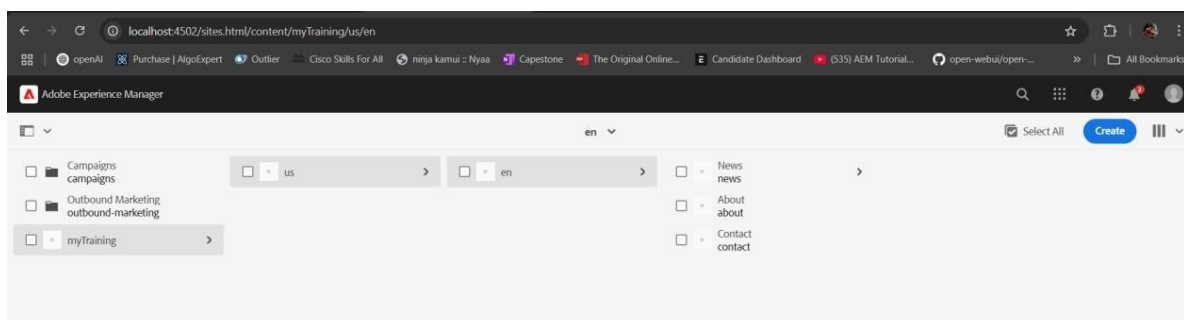 localhost:4502/sites.html/content/myTraining/us/en
openAI Purchase | AlgoExpert Outlier Cisco Skills For All ninja kamui :: Nyaa Capestone The Original Online... Candidate Dashboard (535) AEM Tutorial... open-webui/open-... » All Bookmarks
Adobe Experience Manager
en Select All Create
Campaigns
campaigns
Outbound Marketing
outbound-marketing
myTraining
us
en
News
news
About
about
Contact
contact